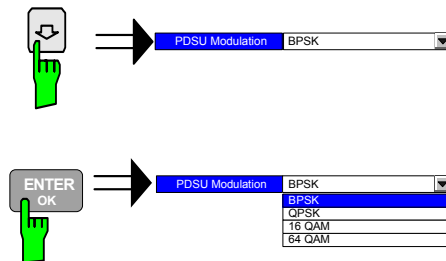 PDSU Modulation BPSK
ENTER
OK
PDSU Modulation BPSK
BPSK
QPSK
16 QAM
64 QAM